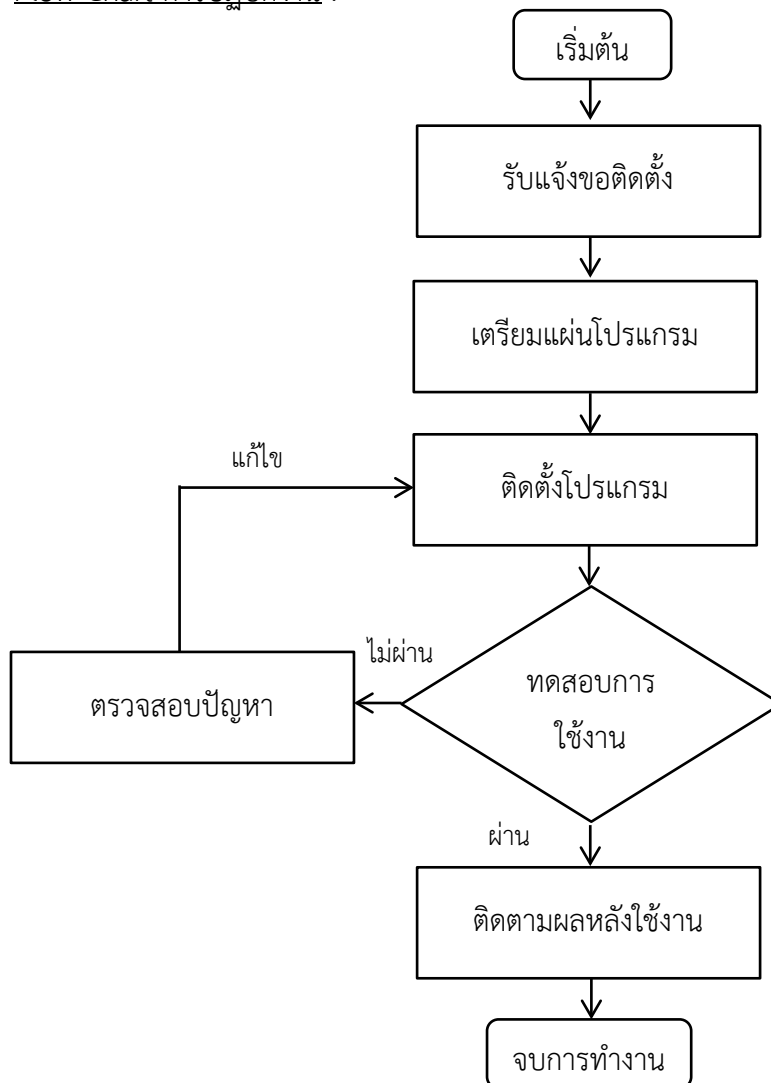 เริ่มต้น
รับแจ้งขอติดตั้ง
เตรียมแผ่นโปรแกรม
แก้ไข
ติดตั้งโปรแกรม
ไม่ผ่าน
ทดสอบการ
ใช้งาน
ตรวจสอบปัญหา
ผ่าน
ติดตามผลหลังใช้งาน
จบการทำงาน